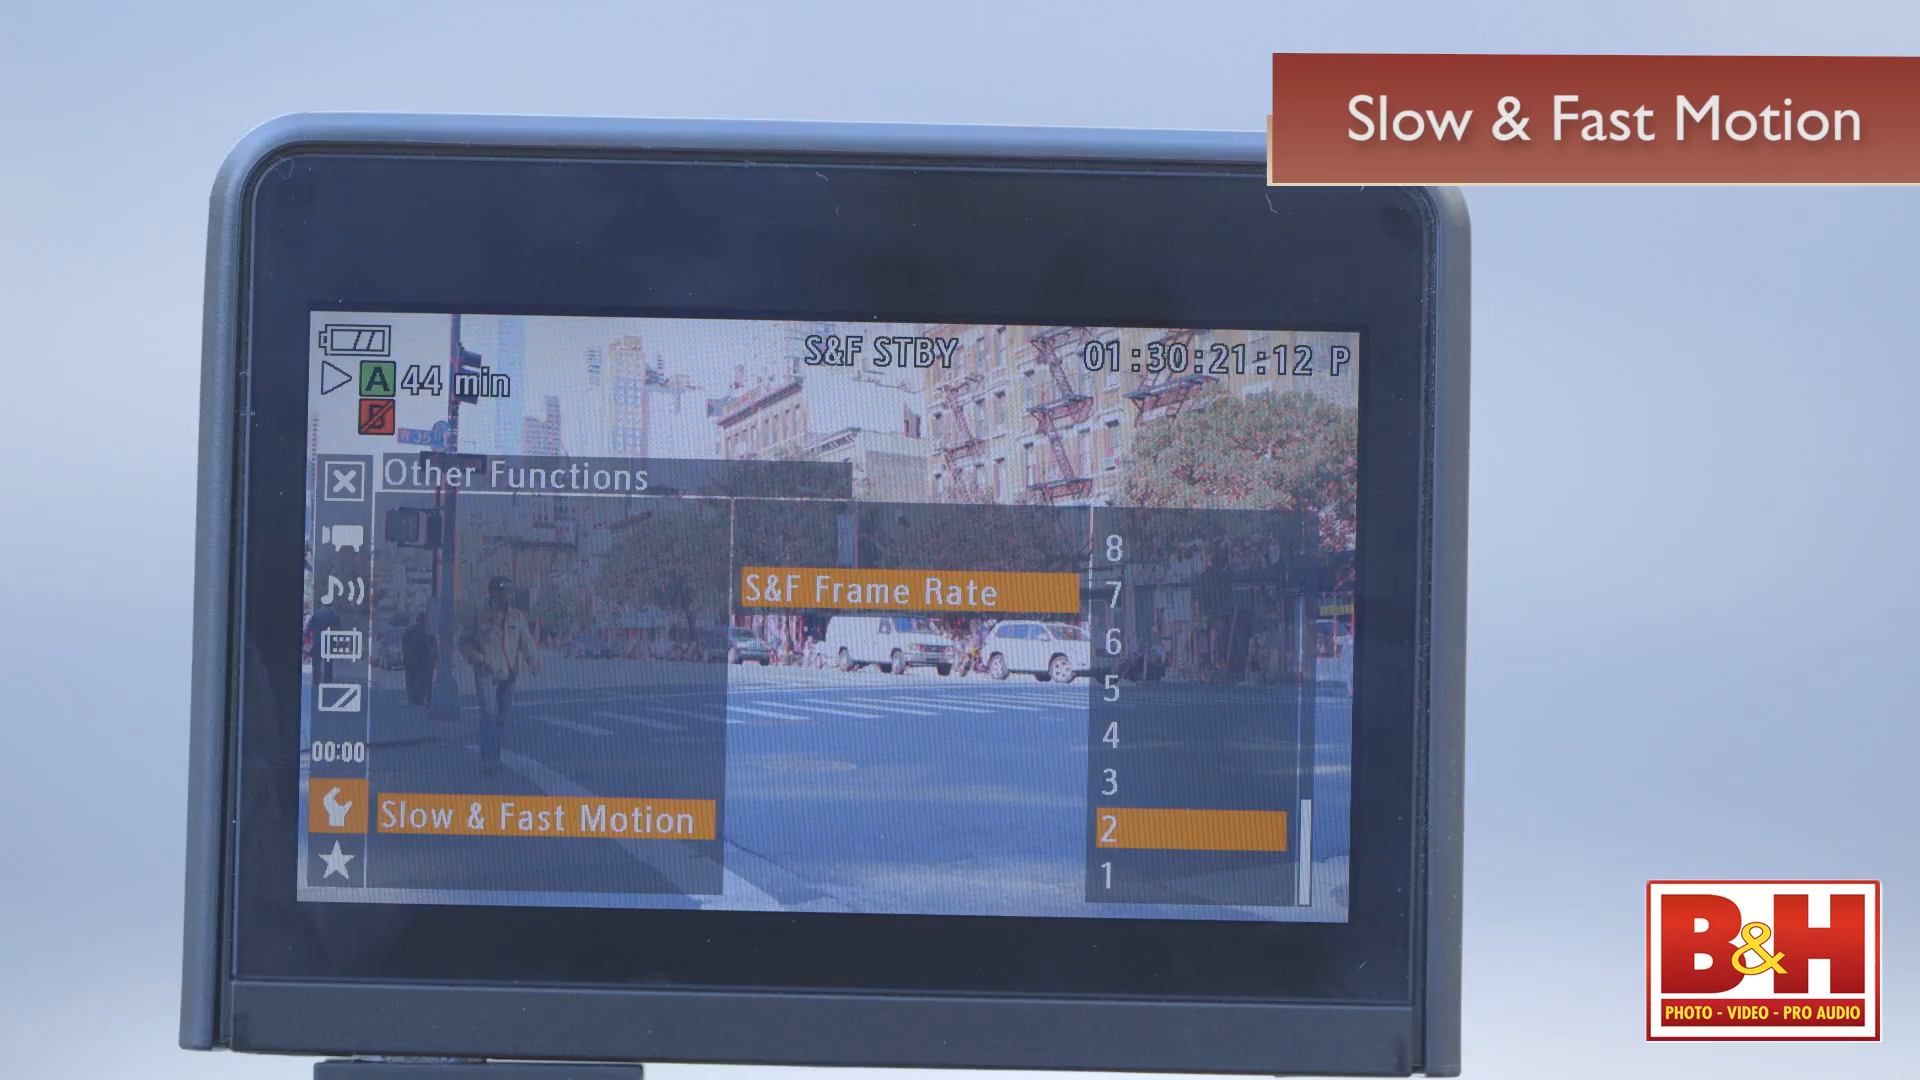 Slow & Fast Motion
S&F STBY
01:30:21:12 P
A 44 min
B
W 35
Other Functions
8
S&F Frame Rate
7
6
5
4
00:00
3
Slow & Fast Motion
2
1
B&H
PHOTO - VIDEO - PRO AUDIO